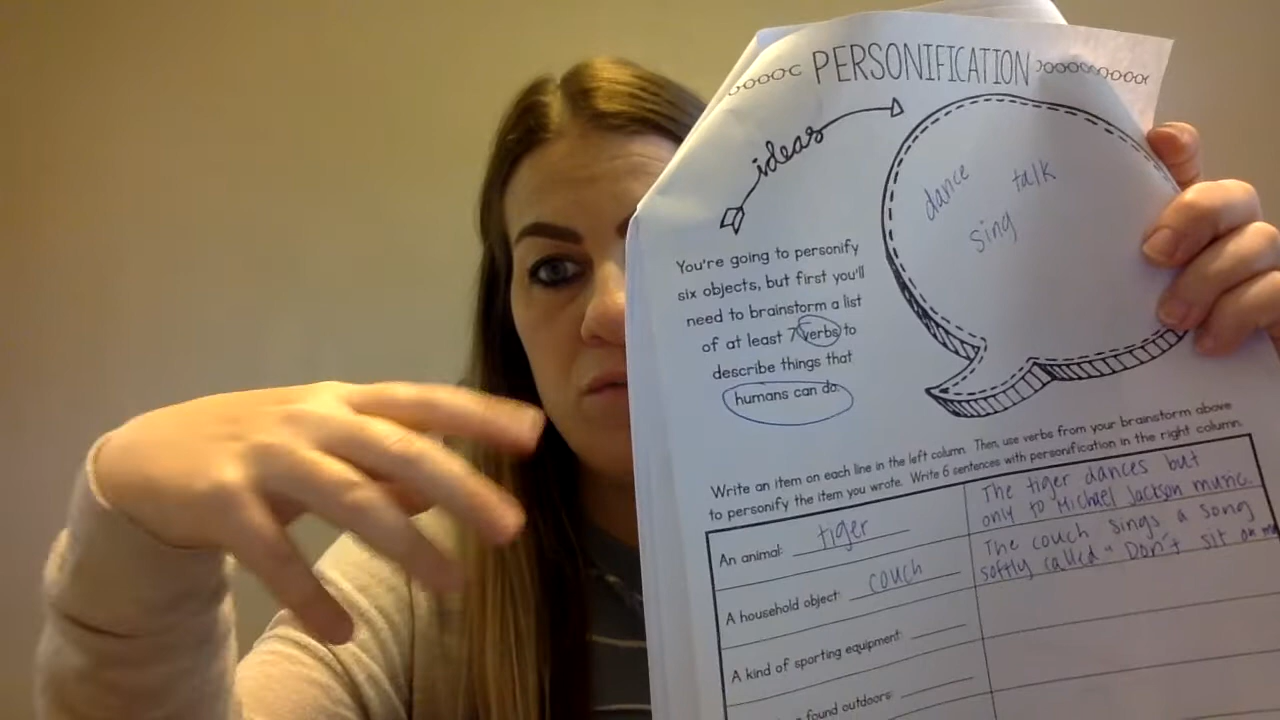 PERSONIFICATION
ideas
dance talk
sing
You're going to personify
six objects, but first you'll
need to brainstorm a list
of at least 7 verbs to
describe things that
humans can do.
Write an item on each line in the left column. Then, use verbs from your brainstorm above
to personify the item you wrote. Write 6 sentences with personification in the right column.
An animal: tiger
The tiger dances but
only to Michael Jackson music.
A household object: couch
The couch sings a song
softly called "Don't sit on me
A kind of sporting equipment:
found outdoors: